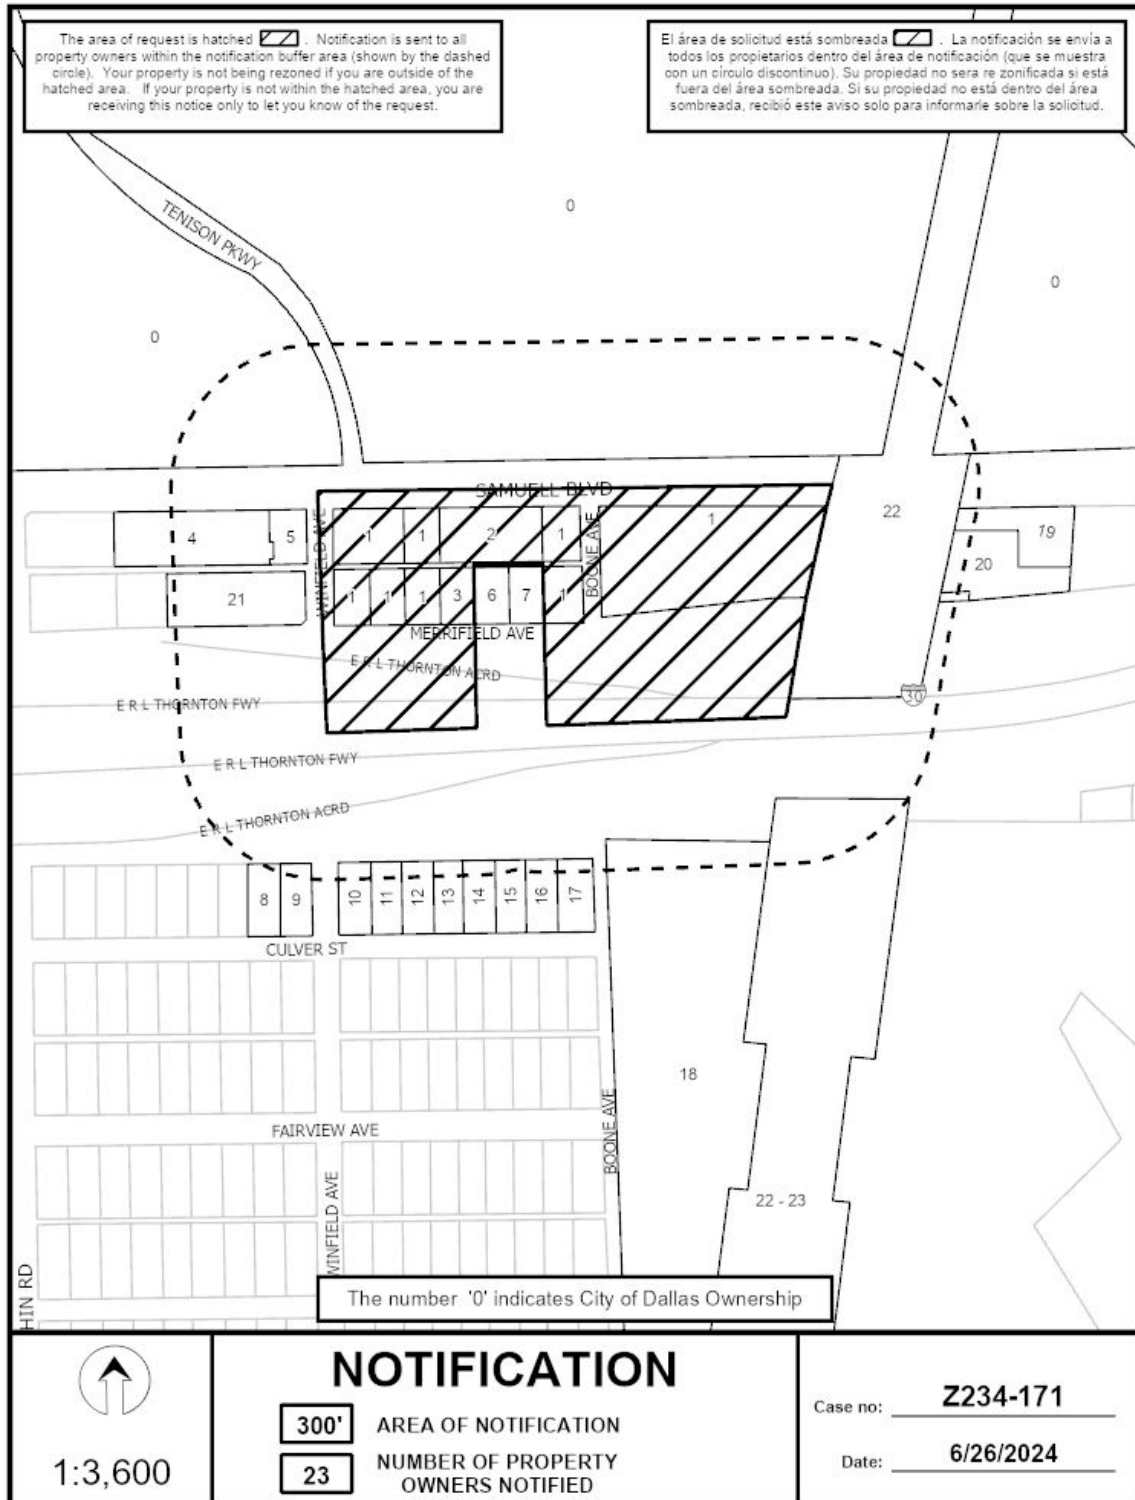 The area of request is hatched . Notification is sent to all
property owners within the notification buffer area (shown by the dashed
circle). Your property is not being rezoned if you are outside of the
hatched area. If your property is not within the hatched area, you are
receiving this notice only to let you know of the request.
El área de solicitud está sombreada . La notificación se envía a
todos los propietarios dentro del área de notificación (que se muestra
con un círculo discontinuo). Su propiedad no sera re zonificada si está
fuera del área sombreada. Si su propiedad no está dentro del área
sombreada, recibió este aviso solo para informarle sobre la solicitud.
TENISON PKWY
0
0
0
SAMUELL BLVD
4
5
WINFIELD AVE
1
1
2
1
BOONE AVE
1
22
19
20
21
1
1
1
3
6
7
1
MERRIFIELD AVE
E R L THORNTON ACRD
E R L THORNTON FWY
30
E R L THORNTON FWY
E R L THORNTON ACRD
8
9
10
11
12
13
14
15
16
17
CULVER ST
18
FAIRVIEW AVE
BOONE AVE
WINFIELD AVE
22 - 23
HIN RD
The number '0' indicates City of Dallas Ownership
1:3,600
NOTIFICATION
300' AREA OF NOTIFICATION
23 NUMBER OF PROPERTY
OWNERS NOTIFIED
Case no: Z234-171
Date: 6/26/2024